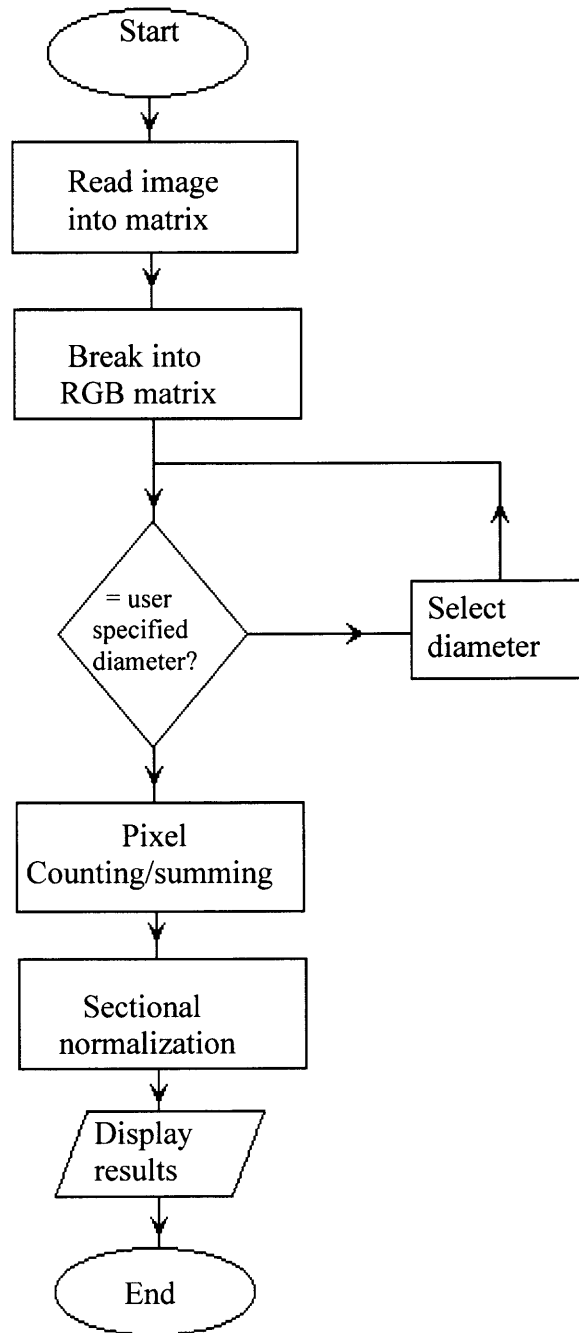 Start
Read image
into matrix
Break into
RGB matrix
= user
specified
diameter?
Select
diameter
Pixel
Counting/summing
Sectional
normalization
Display
results
End